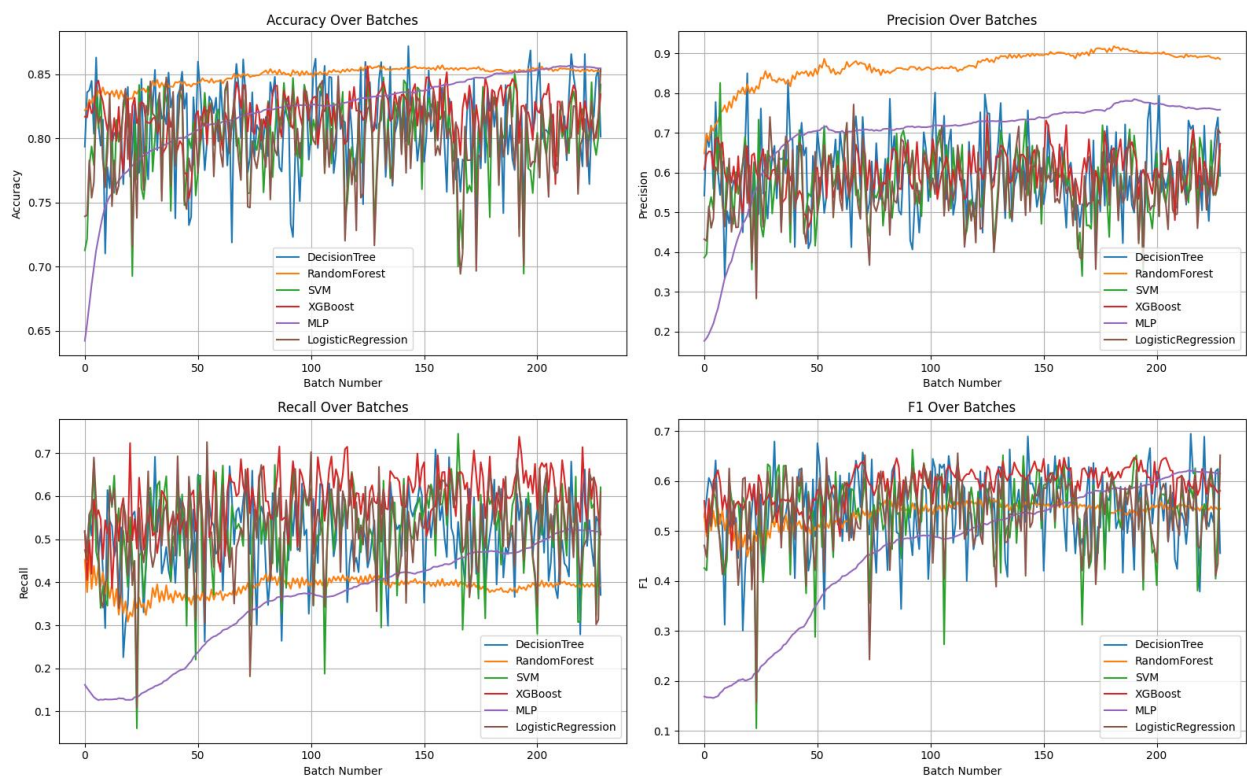 Accuracy Over Batches
0.85
0.80
0.75
0.70
0.65
Accuracy
0
50
100
150
200
Batch Number
DecisionTree
RandomForest
SVM
XGBoost
MLP
LogisticRegression
Precision Over Batches
0.9
0.8
0.7
0.6
0.5
0.4
0.3
0.2
Precision
0
50
100
150
200
Batch Number
DecisionTree
RandomForest
SVM
XGBoost
MLP
LogisticRegression
Recall Over Batches
0.7
0.6
0.5
0.4
0.3
0.2
0.1
Recall
0
50
100
150
200
Batch Number
DecisionTree
RandomForest
SVM
XGBoost
MLP
LogisticRegression
F1 Over Batches
0.7
0.6
0.5
0.4
0.3
0.2
0.1
F1
0
50
100
150
200
Batch Number
DecisionTree
RandomForest
SVM
XGBoost
MLP
LogisticRegression